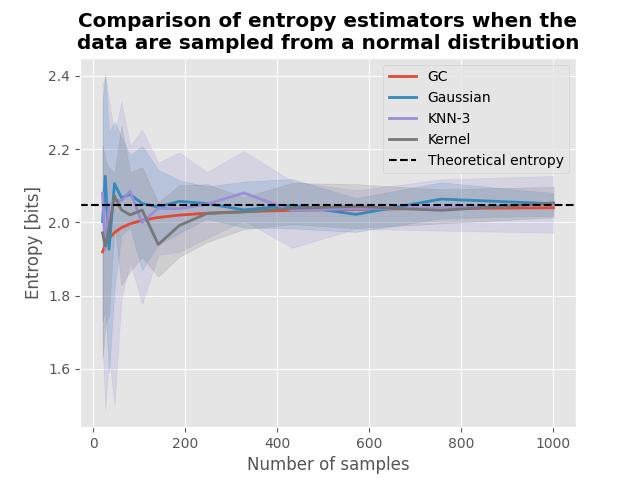 Comparison of entropy estimators when the
data are sampled from a normal distribution
GC
Gaussian
KNN-3
Kernel
Theoretical entropy
Entropy [bits]
2.4
2.2
2.0
1.8
1.6
0 200 400 600 800 1000
Number of samples